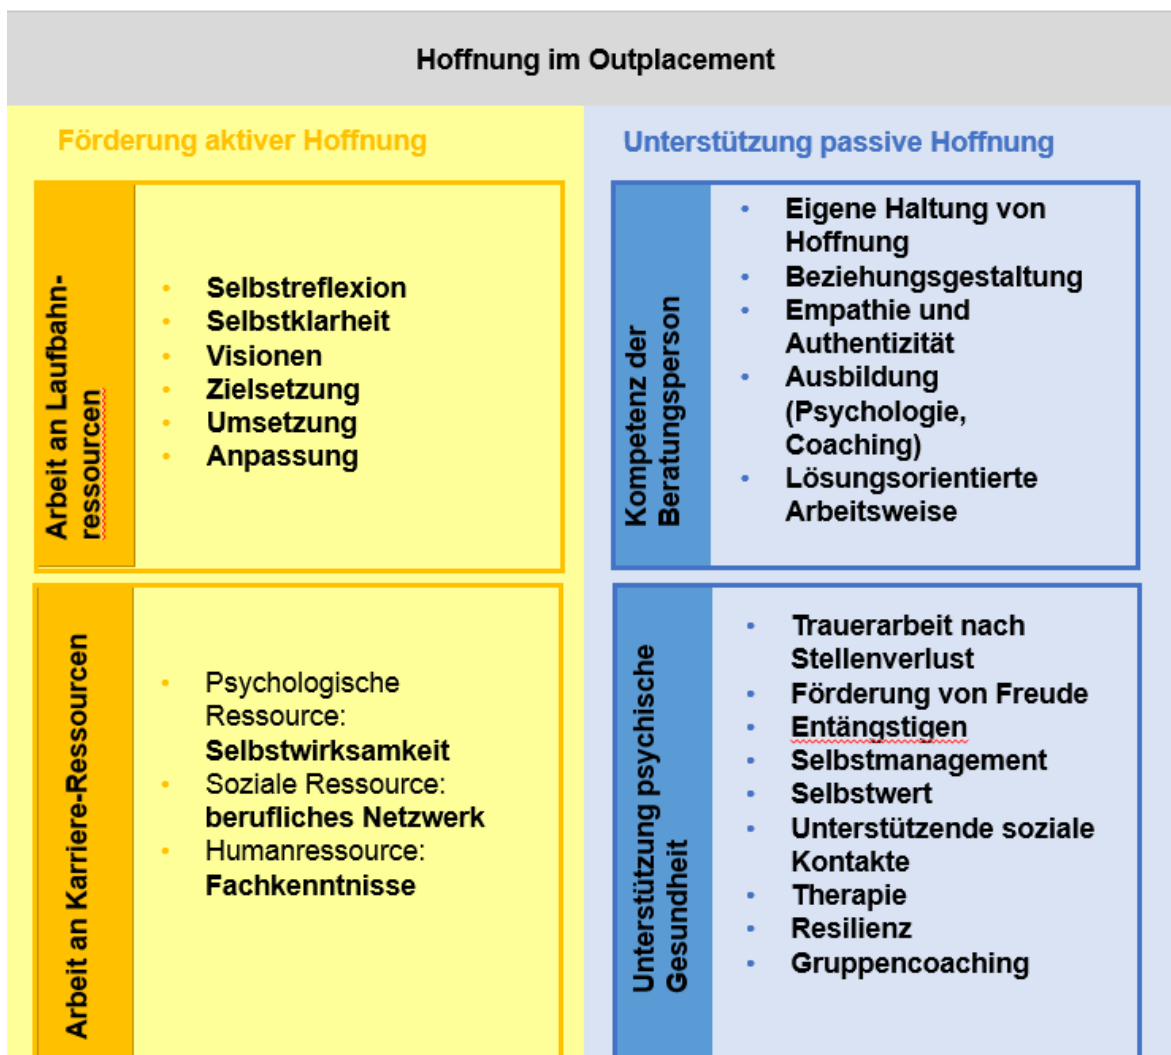 Hoffnung im Outplacement
Förderung aktiver Hoffnung
Arbeit an Laufbahn-
ressourcen
• Selbstreflexion
• Selbstklarheit
• Visionen
• Zielsetzung
• Umsetzung
• Anpassung
Arbeit an Karriere-Ressourcen
• Psychologische
Ressource:
Selbstwirksamkeit
• Soziale Ressource:
berufliches Netzwerk
• Humanressource:
Fachkenntnisse
Unterstützung passive Hoffnung
Kompetenz der
Beratungsperson
• Eigene Haltung von
Hoffnung
• Beziehungsgestaltung
• Empathie und
Authentizität
• Ausbildung
(Psychologie,
Coaching)
• Lösungsorientierte
Arbeitsweise
Unterstützung psychische
Gesundheit
• Trauerarbeit nach
Stellenverlust
• Förderung von Freude
• Entängstigen
• Selbstmanagement
• Selbstwert
• Unterstützende soziale
Kontakte
• Therapie
• Resilienz
• Gruppencoaching